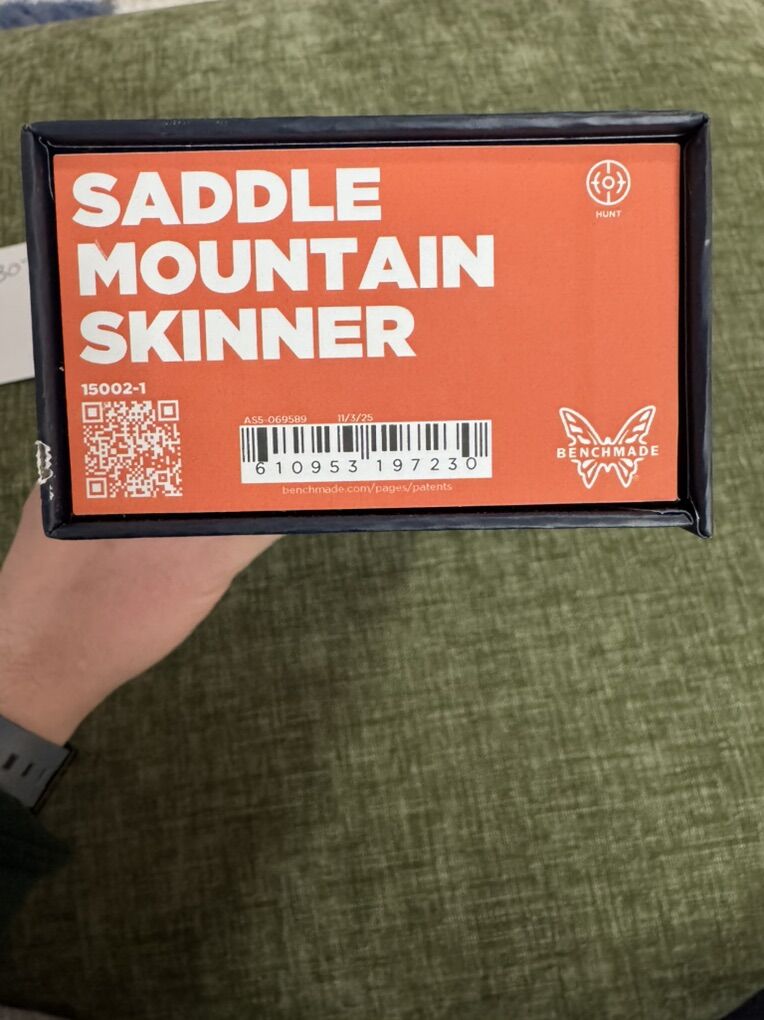 SADDLE
MOUNTAIN
SKINNER
HUNT
15002-1
AS5-069589 11/3/25
610953 197230
benchmade.com/pages/patents
BENCHMADE
®